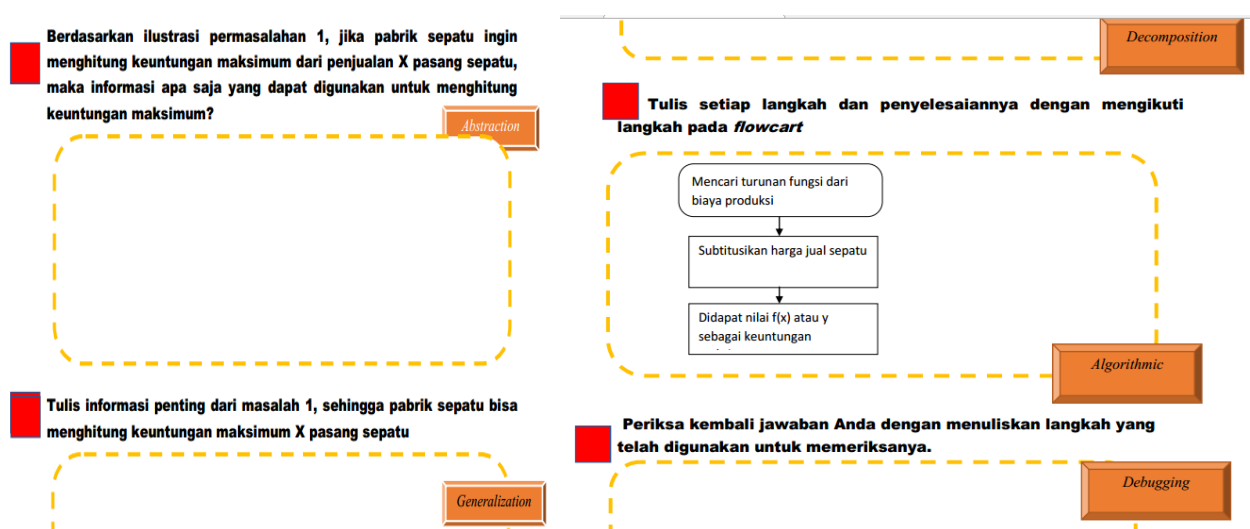 Berdasarkan ilustrasi permasalahan 1, jika pabrik sepatu ingin
menghitung keuntungan maksimum dari penjualan X pasang sepatu,
maka informasi apa saja yang dapat digunakan untuk menghitung
keuntungan maksimum?
Abstraction
Tulis informasi penting dari masalah 1, sehingga pabrik sepatu bisa
menghitung keuntungan maksimum X pasang sepatu
Generalization
Decomposition
Tulis setiap langkah dan penyelesaiannya dengan mengikuti
langkah pada flowcart
Mencari turunan fungsi dari
biaya produksi
Subtitusikan harga jual sepatu
Didapat nilai f(x) atau y
sebagai keuntungan
Algorithmic
Periksa kembali jawaban Anda dengan menuliskan langkah yang
telah digunakan untuk memeriksanya.
Debugging